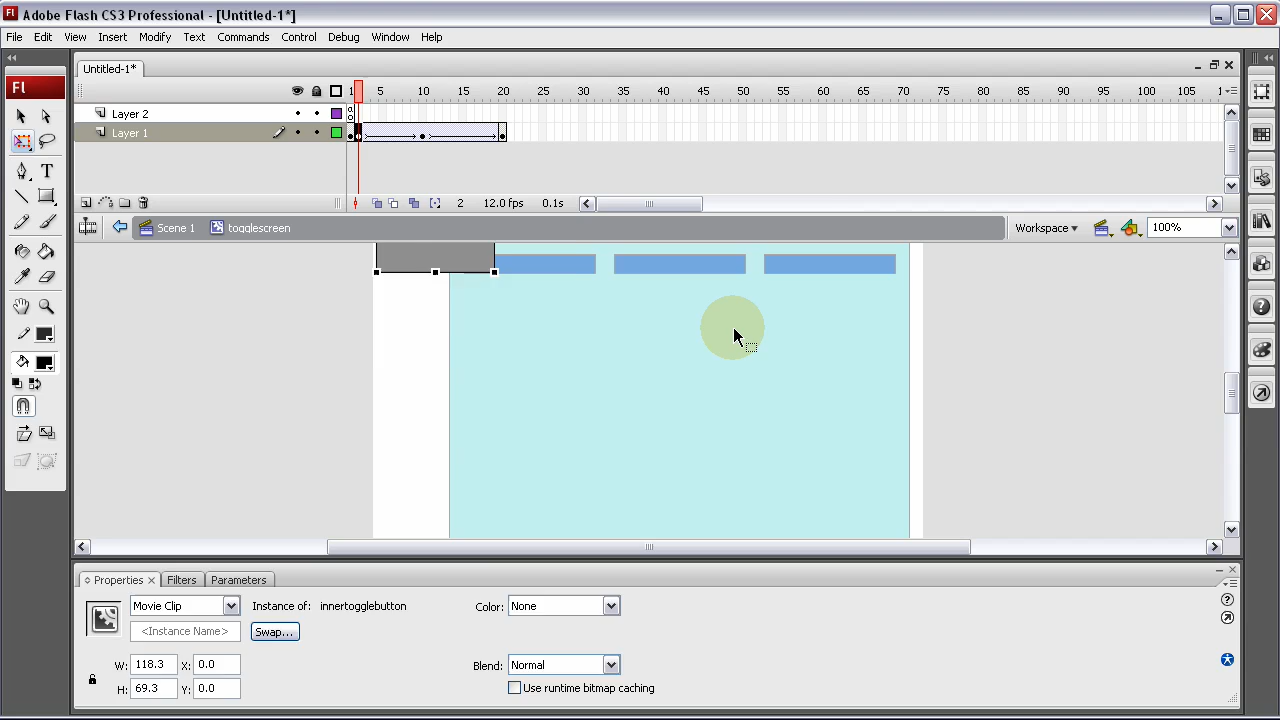 Fl Adobe Flash CS3 Professional - [Untitled-1*]
File Edit View Insert Modify Text Commands Control Debug Window Help
Untitled-1*
Fl
1 5 10 15 20 25 30 35 40 45 50 55 60 65 70 75 80 85 90 95 100 105 110
Layer 2
Layer 1
2 12.0 fps
Scene 1 togglescreen Workspace 100%
Properties Filters Parameters
Movie Clip Instance of: innertogglebutton Color: None
<Instance Name> Swap...
W: 118.3 X: 0.0 Blend: Normal
H: 69.3 Y: 0.0 Use runtime bitmap caching